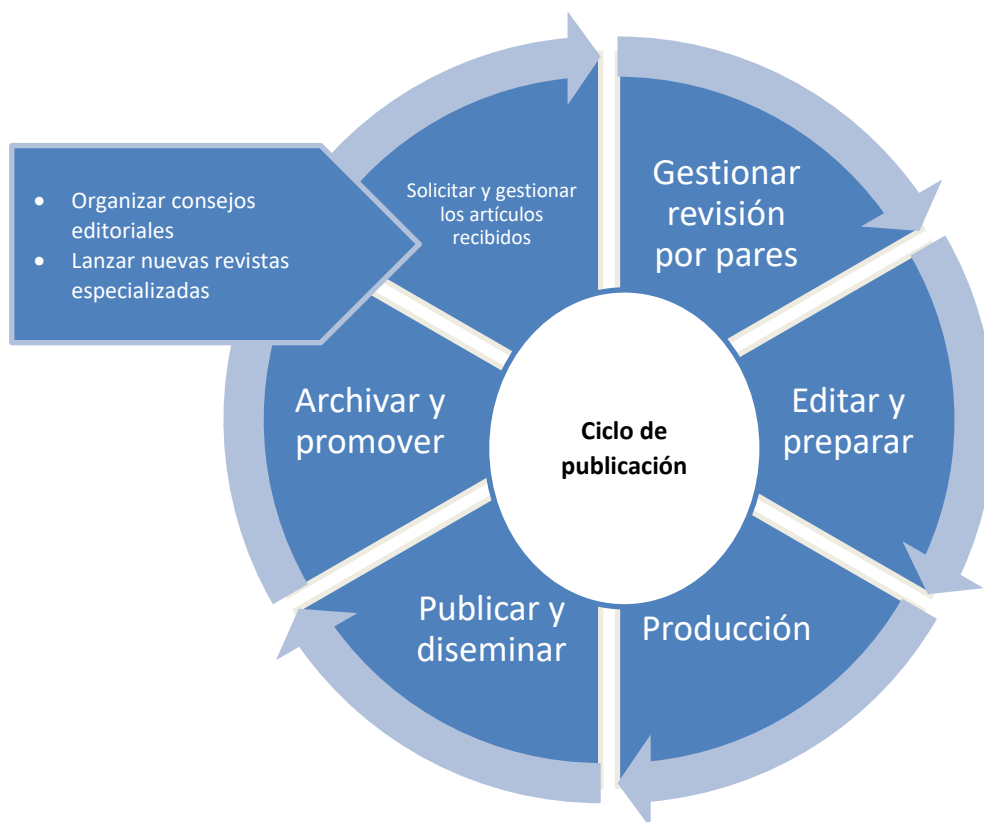 • Organizar consejos
editoriales
• Lanzar nuevas revistas
especializadas
Solicitar y gestionar
los artículos
recibidos
Gestionar
revisión
por pares
Editar y
preparar
Producción
Publicar y
diseminar
Archivar y
promover
Ciclo de
publicación